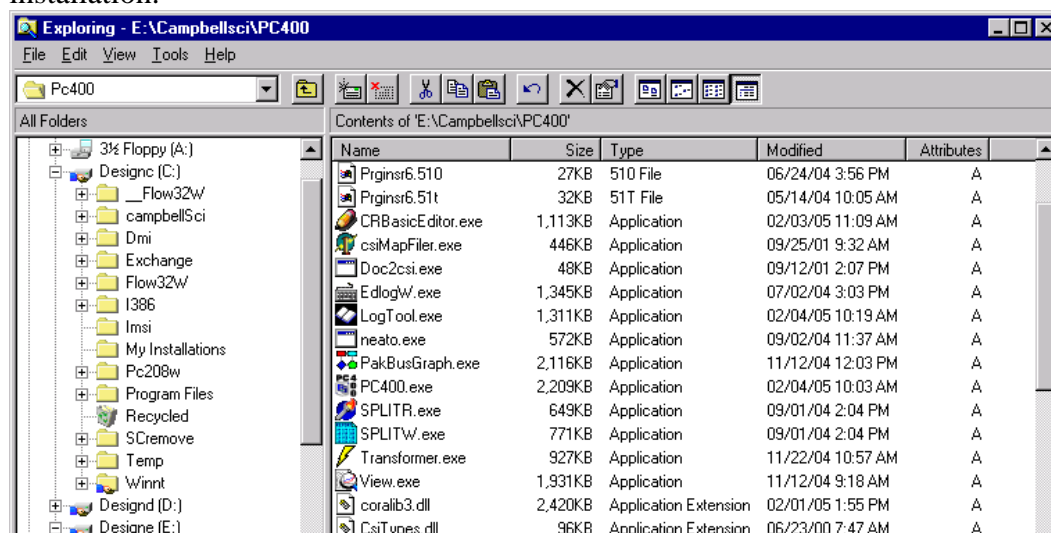 installation.
Exploring - E:\Campbellsci\PC400
File Edit View Tools Help
Pc400
All Folders
Contents of 'E:\Campbellsci\PC400'
3½ Floppy (A:)
Designc (C:)
__Flow32W
campbellSci
Dmi
Exchange
Flow32W
I386
Imsi
My Installations
Pc208w
Program Files
Recycled
SCremove
Temp
Winnt
Designd (D:)
Designe (E:)
Name Size Type Modified Attributes
Prginsr6.510 27KB 510 File 06/24/04 3:56 PM A
Prginsr6.51t 32KB 51T File 05/14/04 10:05 AM A
CRBasicEditor.exe 1,113KB Application 02/03/05 11:09 AM A
csiMapFiler.exe 446KB Application 09/25/01 9:32 AM A
Doc2csi.exe 48KB Application 09/12/01 2:07 PM A
EdlogW.exe 1,345KB Application 07/02/04 3:03 PM A
LogTool.exe 1,311KB Application 02/04/05 10:19 AM A
neato.exe 572KB Application 09/02/04 11:37 AM A
PakBusGraph.exe 2,116KB Application 11/12/04 12:03 PM A
PC400.exe 2,209KB Application 02/04/05 10:03 AM A
SPLITR.exe 649KB Application 09/01/04 2:04 PM A
SPLITW.exe 771KB Application 09/01/04 2:04 PM A
Transformer.exe 927KB Application 11/22/04 10:57 AM A
View.exe 1,931KB Application 11/12/04 9:18 AM A
coralib3.dll 2,420KB Application Extension 02/01/05 1:55 PM A
CsiTypes.dll 96KB Application Extension 06/23/00 7:47 AM A